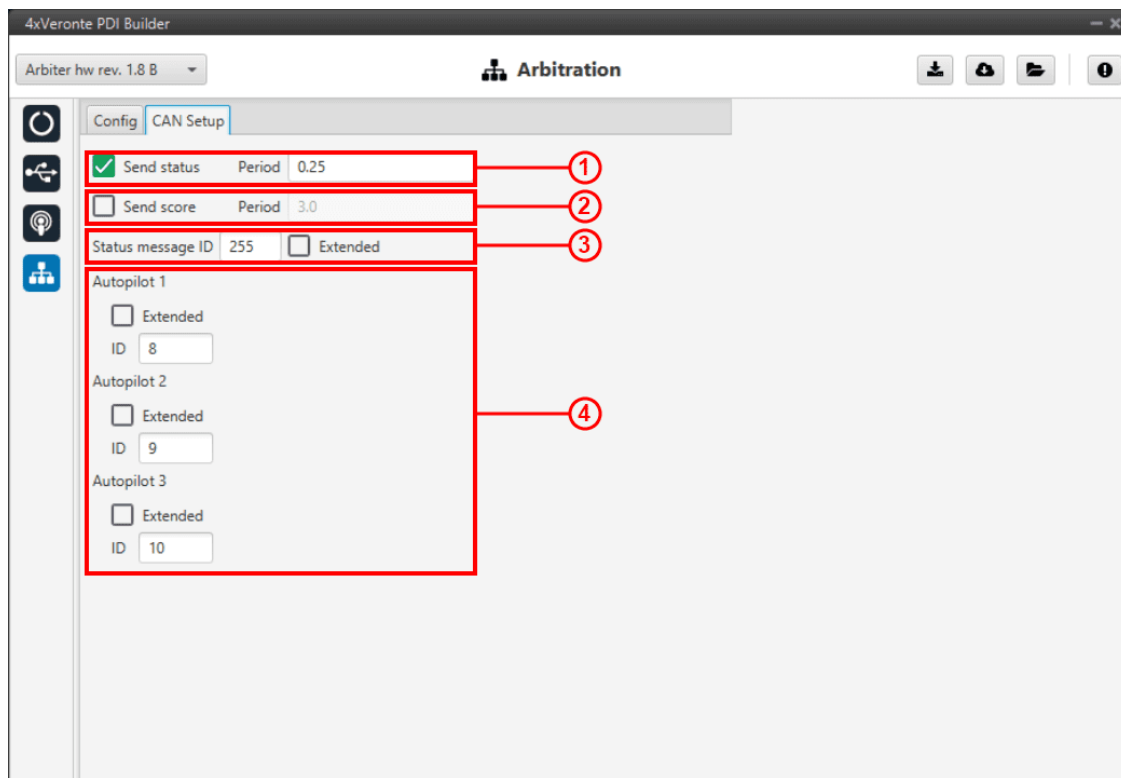 4xVeronte PDI Builder
Arbiter hw rev. 1.8 B
Arbitration
Config CAN Setup
Send status Period 0.25 1
Send score Period 3.0 2
Status message ID 255 Extended 3
Autopilot 1
Extended
ID 8
Autopilot 2
Extended 4
ID 9
Autopilot 3
Extended
ID 10